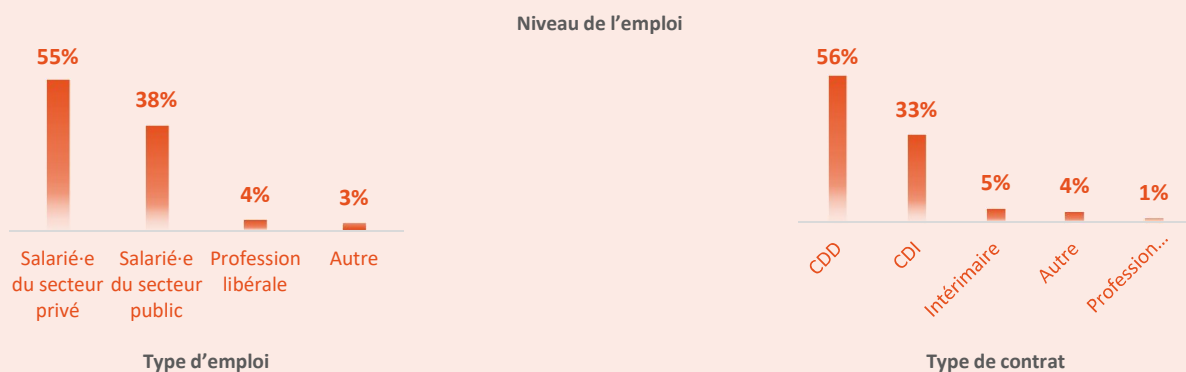 Niveau de l’emploi
55%
38%
4%
3%
Salarié·e
du secteur
privé
Salarié·e
du secteur
public
Profession
libérale
Autre
Type d’emploi
56%
33%
5%
4%
1%
CDD
CDI
Intérimaire
Autre
Profession...
Type de contrat